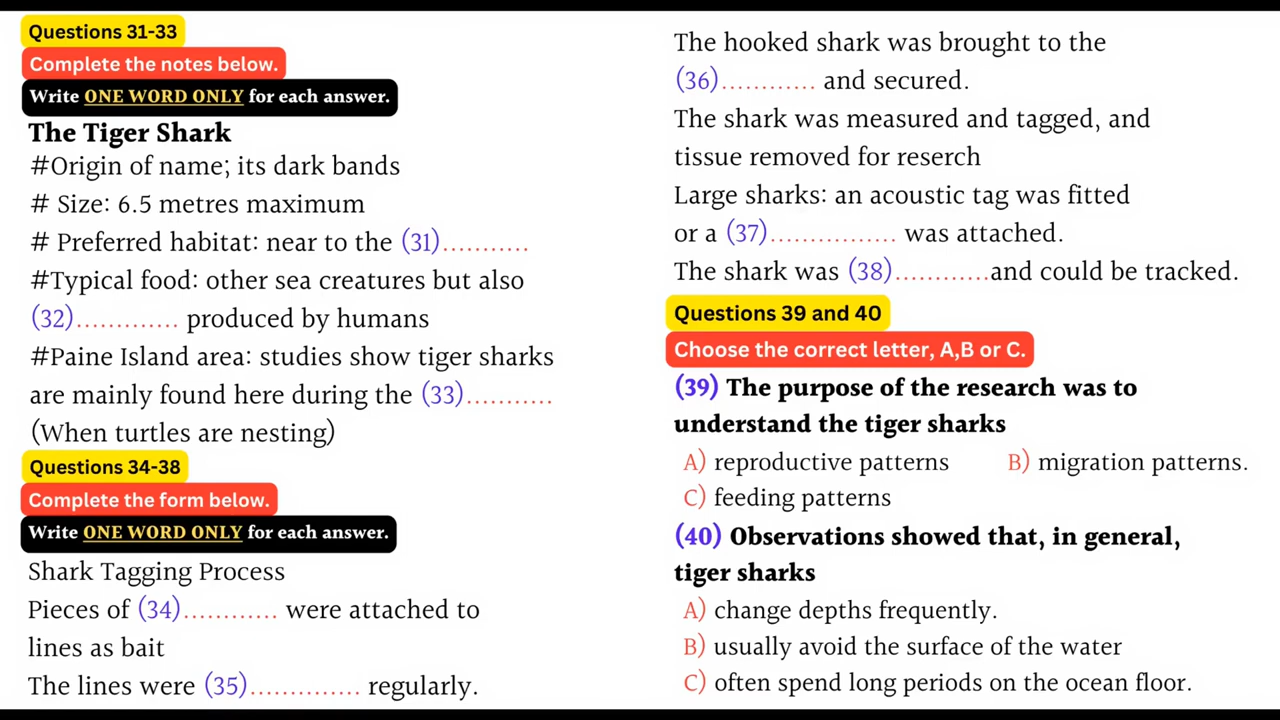 Questions 31-33
Complete the notes below.
Write ONE WORD ONLY for each answer.
The Tiger Shark
#Origin of name; its dark bands
# Size: 6.5 metres maximum
# Preferred habitat: near to the (31)...........
#Typical food: other sea creatures but also
(32)............. produced by humans
#Paine Island area: studies show tiger sharks
are mainly found here during the (33)...........
(When turtles are nesting)
Questions 34-38
Complete the form below.
Write ONE WORD ONLY for each answer.
Shark Tagging Process
Pieces of (34)............ were attached to
lines as bait
The lines were (35).............. regularly.
The hooked shark was brought to the
(36)............ and secured.
The shark was measured and tagged, and
tissue removed for reserch
Large sharks: an acoustic tag was fitted
or a (37)................ was attached.
The shark was (38)............and could be tracked.
Questions 39 and 40
Choose the correct letter, A,B or C.
(39) The purpose of the research was to
understand the tiger sharks
A) reproductive patterns B) migration patterns.
C) feeding patterns
(40) Observations showed that, in general,
tiger sharks
A) change depths frequently.
B) usually avoid the surface of the water
C) often spend long periods on the ocean floor.